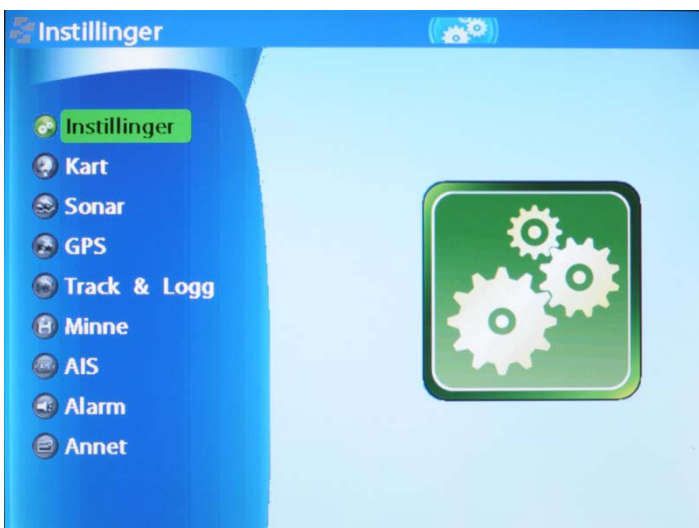 Instillinger
Instillinger
Kart
Sonar
GPS
Track & Logg
Minne
AIS
Alarm
Annet